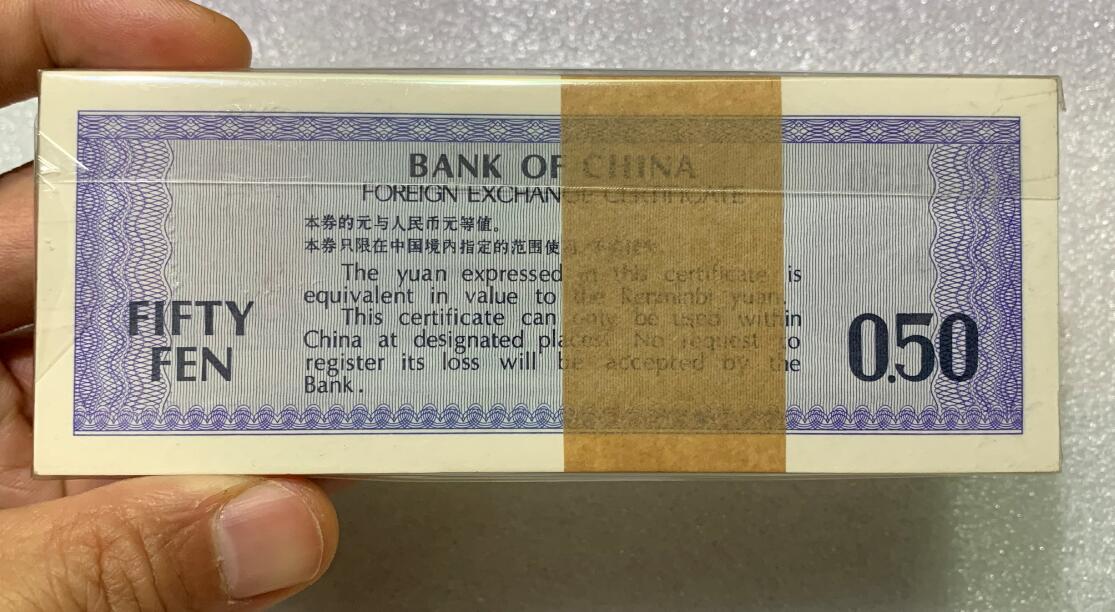 BANK OF CHINA
FOREIGN EXCHANGE CERTIFICATE
本券的元与人民币元等值。
本券只限在中国境内指定的范围使
The yuan expressed in this certificate is
equivalent in value to the Renminbi yuan.
This certificate can only be used within
China at designated places. No request to
register its loss will be accepted by the
Bank.
FIFTY
FEN
0.50